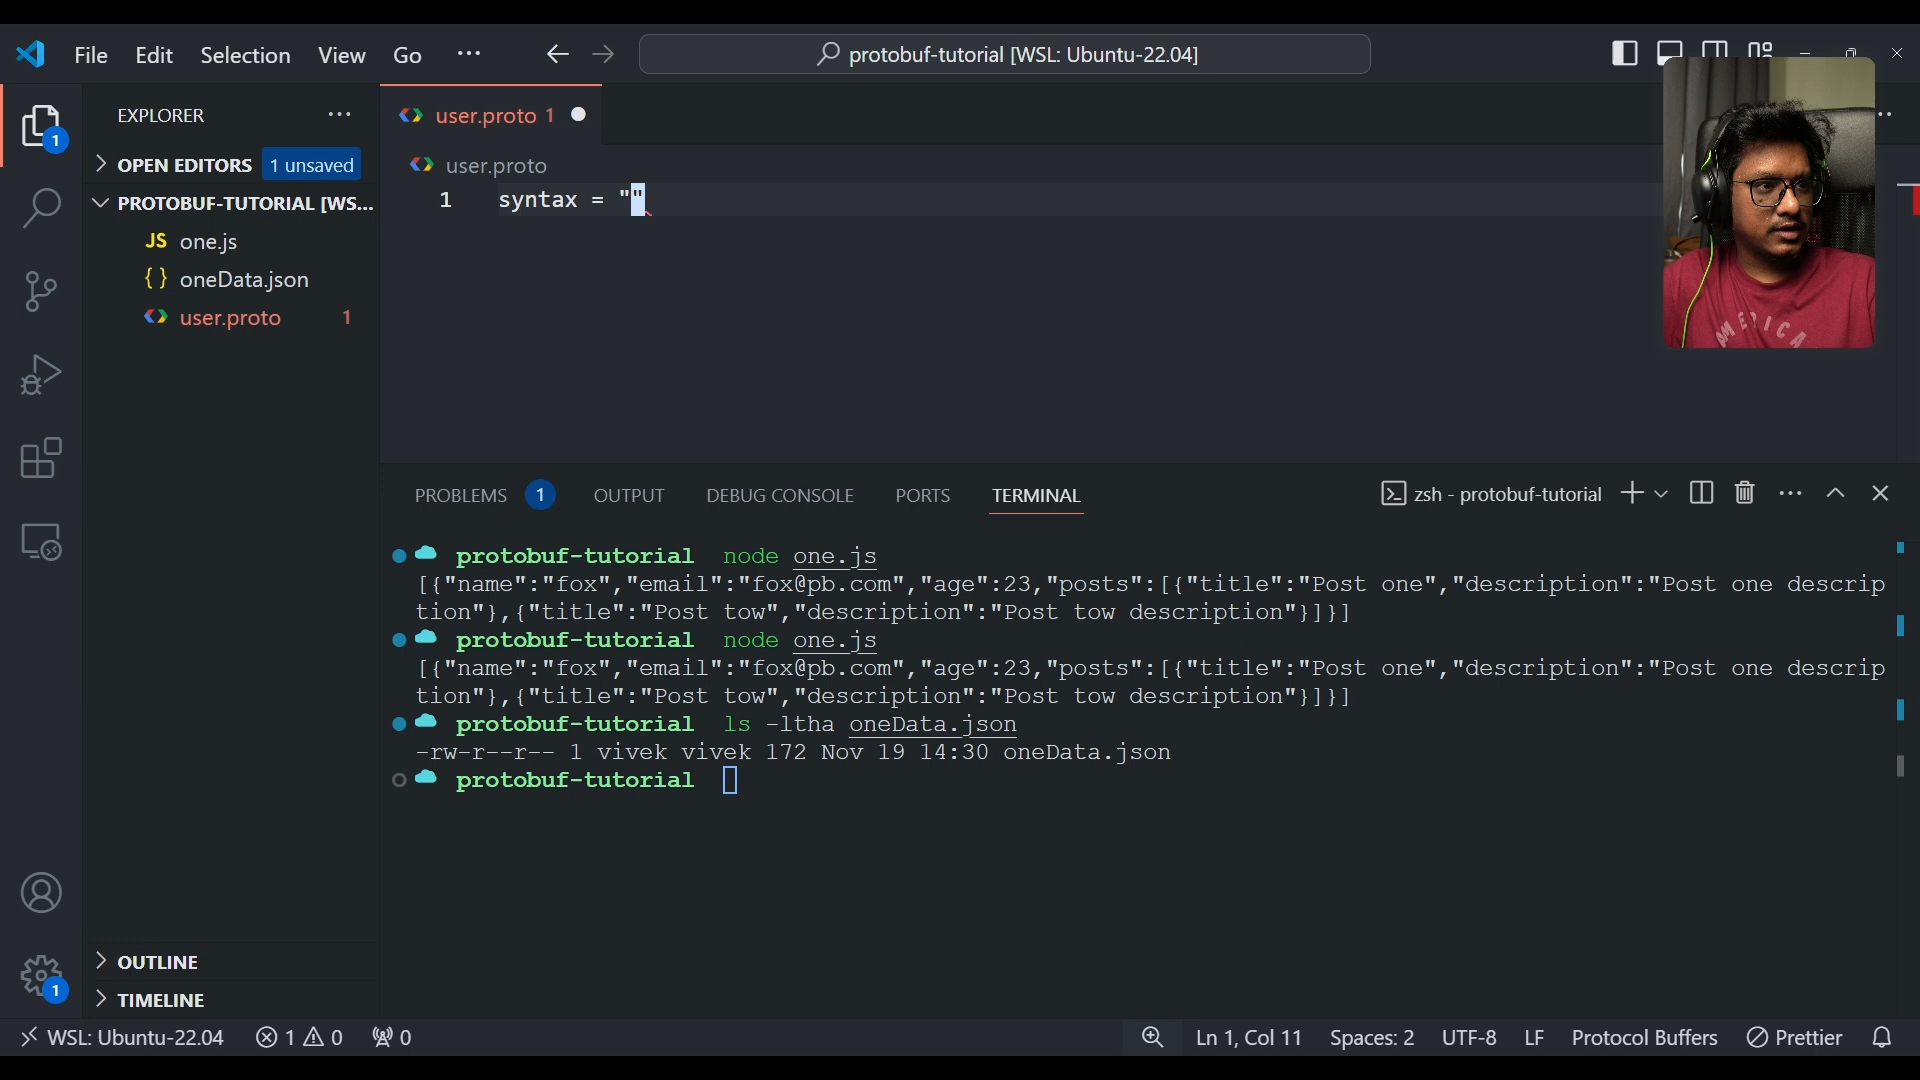 File Edit Selection View Go ··· protobuf-tutorial [WSL: Ubuntu-22.04]
EXPLORER ···
OPEN EDITORS 1 unsaved
PROTOBUF-TUTORIAL [WS...
JS one.js
{} oneData.json
user.proto 1
OUTLINE
TIMELINE
1
1
user.proto 1
user.proto
1 syntax = ""
MERICA
PROBLEMS 1 OUTPUT DEBUG CONSOLE PORTS TERMINAL zsh - protobuf-tutorial
protobuf-tutorial node one.js
[{"name":"fox","email":"fox@pb.com","age":23,"posts":[{"title":"Post one","description":"Post one descrip
tion"},{"title":"Post tow","description":"Post tow description"}]}]
protobuf-tutorial node one.js
[{"name":"fox","email":"fox@pb.com","age":23,"posts":[{"title":"Post one","description":"Post one descrip
tion"},{"title":"Post tow","description":"Post tow description"}]}]
protobuf-tutorial ls -ltha oneData.json
-rw-r--r-- 1 vivek vivek 172 Nov 19 14:30 oneData.json
protobuf-tutorial
WSL: Ubuntu-22.04 1 0 0 Ln 1, Col 11 Spaces: 2 UTF-8 LF Protocol Buffers Prettier